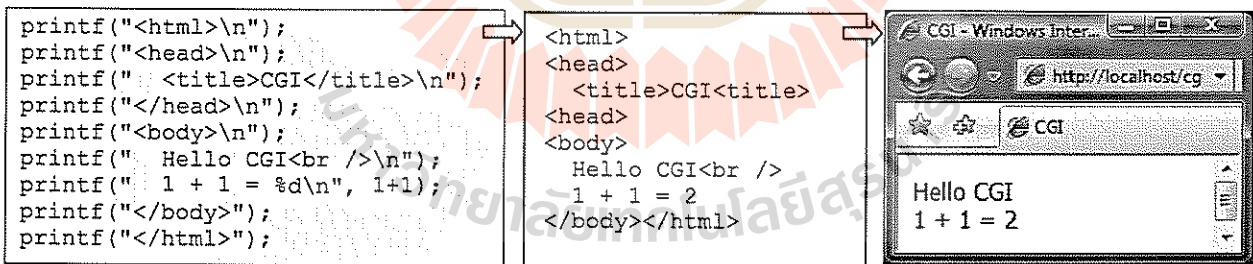 printf("<html>\n");
printf("<head>\n");
printf("  <title>CGI</title>\n");
printf("</head>\n");
printf("<body>\n");
printf("  Hello CGI<br />\n");
printf("  1 + 1 = %d\n", 1+1);
printf("</body>");
printf("</html>");
<html>
<head>
  <title>CGI<title>
<head>
<body>
  Hello CGI<br />
  1 + 1 = 2
</body></html>
CGI - Windows Inter...
http://localhost/cg
CGI
Hello CGI
1 + 1 = 2